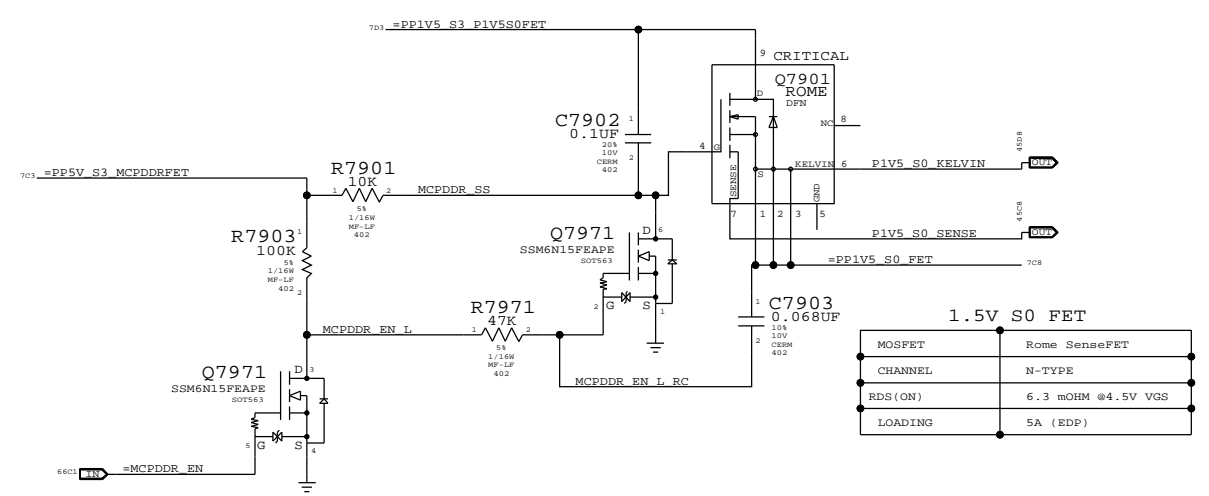 7D3 =PP1V5_S3_P1V5S0FET
9 CRITICAL
Q7901
ROME
DFN
D
NC 8
4 G
SENSE
S
KELVIN 6
GND
7 1 2 3 5
P1V5_S0_KELVIN
45D8
OUT
P1V5_S0_SENSE
45C8
OUT
=PP1V5_S0_FET 7C8
C7902
0.1UF
20%
10V
CERM
402
1
2
7C3 =PP5V_S3_MCPDDRFET
R7901
10K
1 2
5%
1/16W
MF-LF
402
MCPDDR_SS
R7903
100K
5%
1/16W
MF-LF
402
1
2
Q7971
SSM6N15FEAPE
SOT563
D 6
2 G S 1
R7971
47K
1 2
5%
1/16W
MF-LF
402
MCPDDR_EN_L
MCPDDR_EN_L_RC
C7903
0.068UF
10%
10V
CERM
402
1
2
Q7971
SSM6N15FEAPE
SOT563
D 3
5 G S 4
66C1 IN =MCPDDR_EN
1.5V S0 FET
MOSFET Rome SenseFET
CHANNEL N-TYPE
RDS(ON) 6.3 mOHM @4.5V VGS
LOADING 5A (EDP)